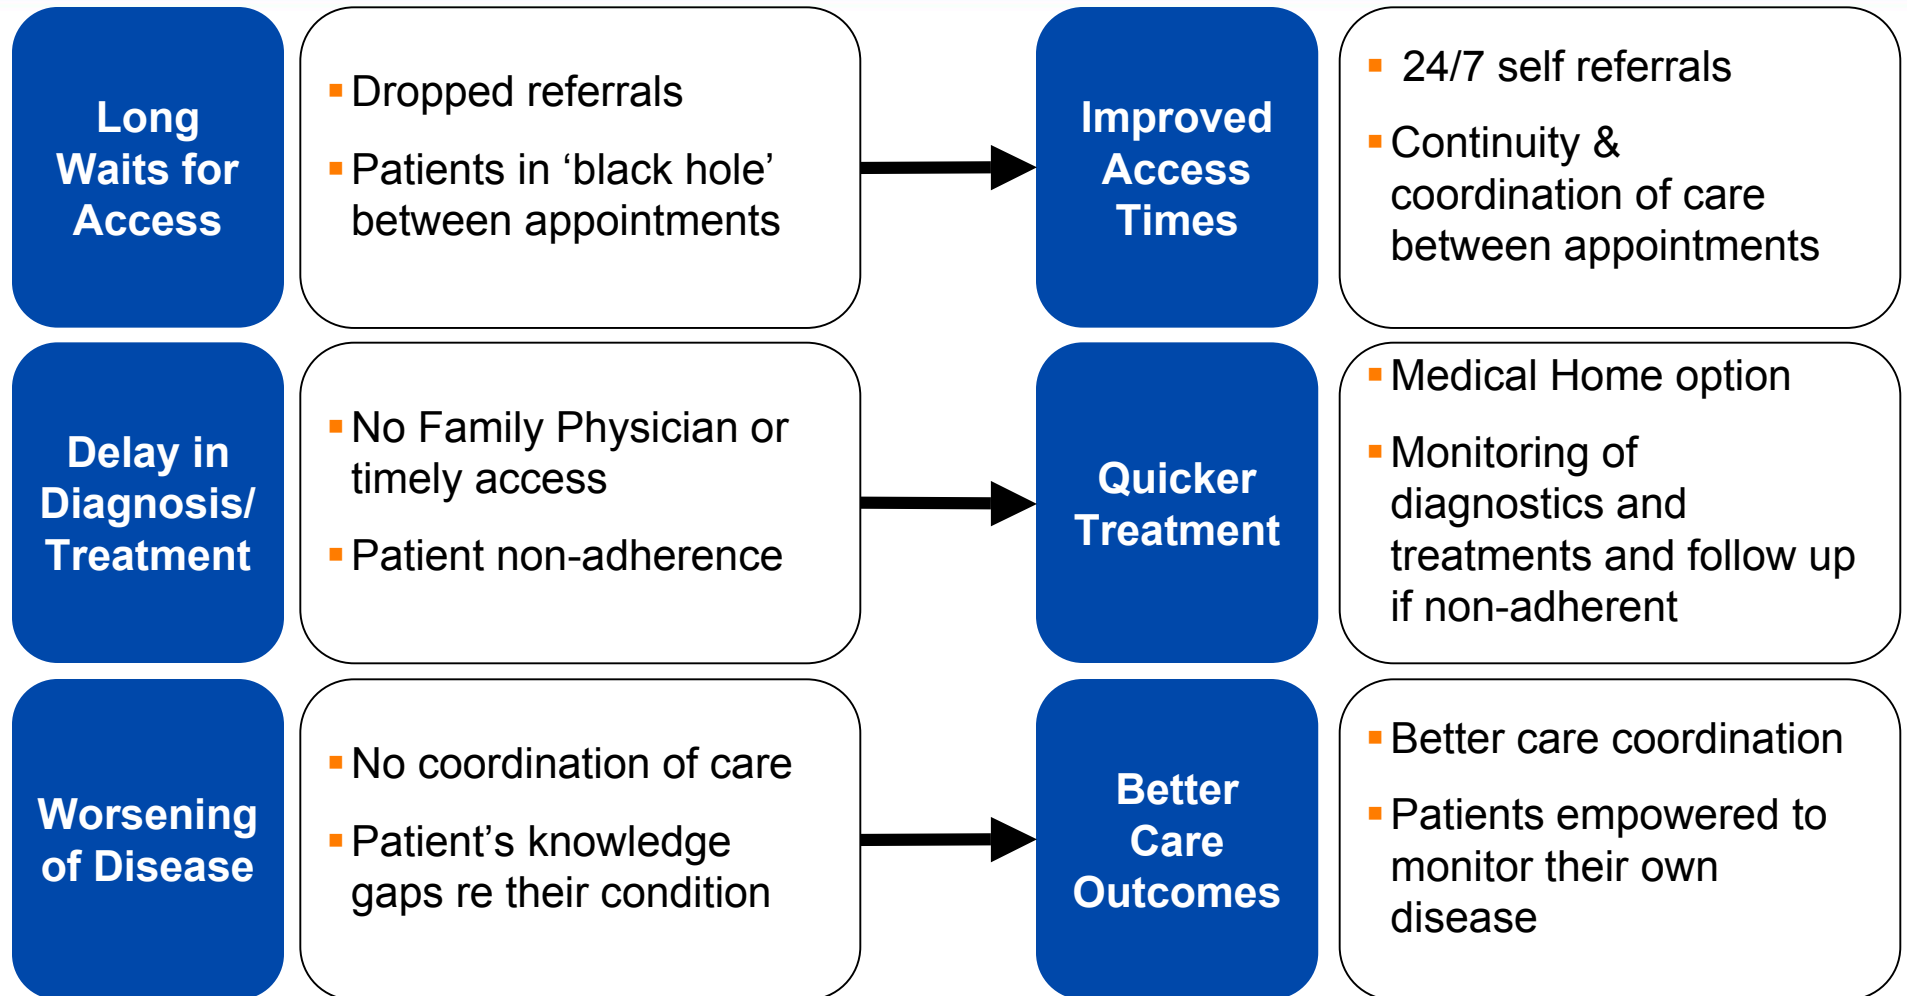 Long
Waits for
Access
▪Dropped referrals
▪Patients in ‘black hole’
between appointments
Improved
Access
Times
▪ 24/7 self referrals
▪Continuity &
coordination of care
between appointments
Delay in
Diagnosis/
Treatment
▪No Family Physician or
timely access
▪Patient non-adherence
Quicker
Treatment
▪Medical Home option
▪Monitoring of
diagnostics and
treatments and follow up
if non-adherent
Worsening
of Disease
▪No coordination of care
▪Patient’s knowledge
gaps re their condition
Better
Care
Outcomes
▪Better care coordination
▪Patients empowered to
monitor their own
disease